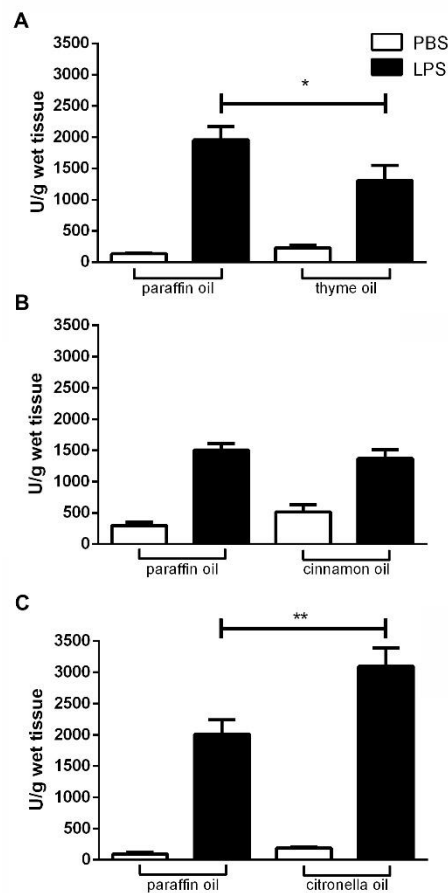 A
PBS
LPS
*
U/g wet tissue
3500
3000
2500
2000
1500
1000
500
0
paraffin oil thyme oil
B
U/g wet tissue
3500
3000
2500
2000
1500
1000
500
0
paraffin oil cinnamon oil
C
**
U/g wet tissue
3500
3000
2500
2000
1500
1000
500
0
paraffin oil citronella oil